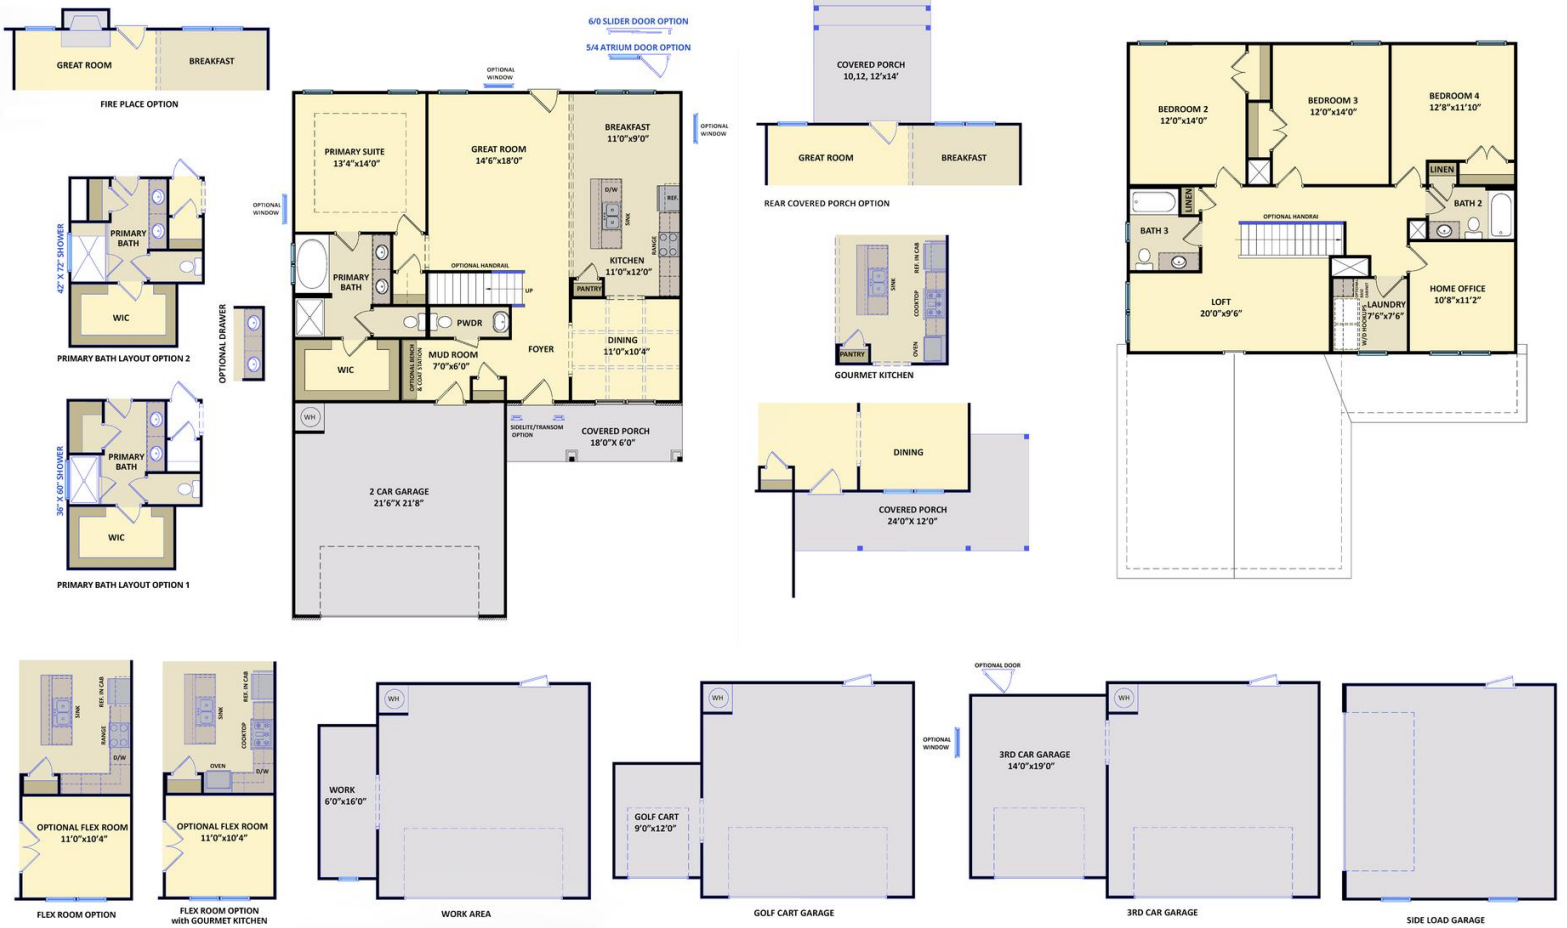 GREAT ROOM
BREAKFAST
FIRE PLACE OPTION
42" X 72" SHOWER
PRIMARY
BATH
WIC
PRIMARY BATH LAYOUT OPTION 2
OPTIONAL DRAWER
36" X 60" SHOWER
PRIMARY
BATH
WIC
PRIMARY BATH LAYOUT OPTION 1
6/0 SLIDER DOOR OPTION
5/4 ATRIUM DOOR OPTION
OPTIONAL
WINDOW
OPTIONAL
WINDOW
OPTIONAL
WINDOW
PRIMARY SUITE
13'4"x14'0"
GREAT ROOM
14'6"x18'0"
BREAKFAST
11'0"x9'0"
D/W
SINK
REF.
RANGE
KITCHEN
11'0"x12'0"
PANTRY
OPTIONAL HANDRAIL
UP
PRIMARY
BATH
PWDR
FOYER
DINING
11'0"x10'4"
WIC
OPTIONAL BENCH
& COAT STATION
MUD ROOM
7'0"x6'0"
WH
SIDELITE/TRANSOM
OPTION
COVERED PORCH
18'0"X 6'0"
2 CAR GARAGE
21'6"X 21'8"
COVERED PORCH
10,12, 12'x14'
GREAT ROOM
BREAKFAST
REAR COVERED PORCH OPTION
REF. IN CAB
SINK
COOKTOP
OVEN
PANTRY
GOURMET KITCHEN
DINING
COVERED PORCH
24'0"X 12'0"
BEDROOM 2
12'0"x14'0"
BEDROOM 3
12'0"x14'0"
BEDROOM 4
12'8"x11'10"
LINEN
LINEN
BATH 2
BATH 3
OPTIONAL HANDRAI
LOFT
20'0"x9'6"
W/D HOOKUPS
LAUNDRY
7'6"x7'6"
HOME OFFICE
10'8"x11'2"
REF. IN CAB
SINK
RANGE
D/W
OPTIONAL FLEX ROOM
11'0"x10'4"
FLEX ROOM OPTION
REF. IN CAB
SINK
COOKTOP
OVEN
D/W
OPTIONAL FLEX ROOM
11'0"x10'4"
FLEX ROOM OPTION
with GOURMET KITCHEN
WH
WORK
6'0"x16'0"
WORK AREA
WH
GOLF CART
9'0"x12'0"
GOLF CART GARAGE
OPTIONAL DOOR
OPTIONAL
WINDOW
WH
3RD CAR GARAGE
14'0"x19'0"
3RD CAR GARAGE
SIDE LOAD GARAGE